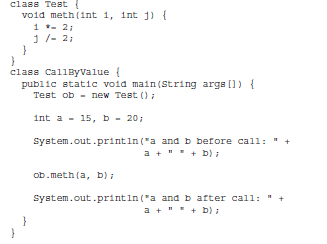 class Test {
void meth(int i, int j) {
i *= 2;
j /= 2;
}
}
class CallByValue {
public static void main(String args[]) {
Test ob = new Test();
int a = 15, b = 20;
System.out.println("a and b before call: " +
a + " " + b);
ob.meth(a, b);
System.out.println("a and b after call: " +
a + " " + b);
}
}